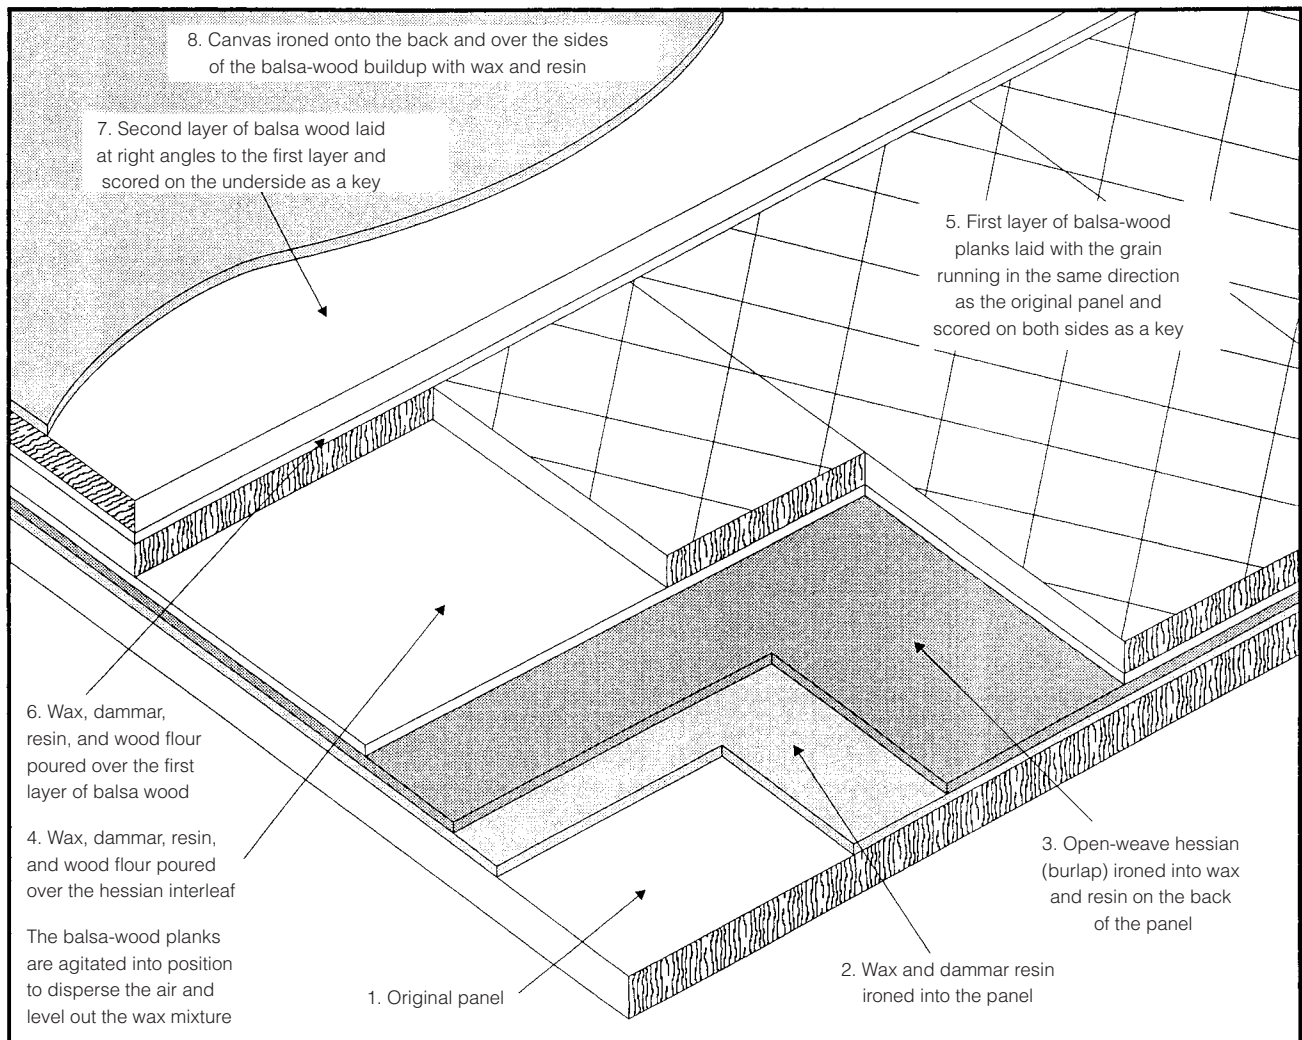 8. Canvas ironed onto the back and over the sides
of the balsa-wood buildup with wax and resin
7. Second layer of balsa wood laid
at right angles to the first layer and
scored on the underside as a key
5. First layer of balsa-wood
planks laid with the grain
running in the same direction
as the original panel and
scored on both sides as a key
6. Wax, dammar,
resin, and wood flour
poured over the first
layer of balsa wood
4. Wax, dammar, resin,
and wood flour poured
over the hessian interleaf
The balsa-wood planks
are agitated into position
to disperse the air and
level out the wax mixture
1. Original panel
2. Wax and dammar resin
ironed into the panel
3. Open-weave hessian
(burlap) ironed into wax
and resin on the back
of the panel